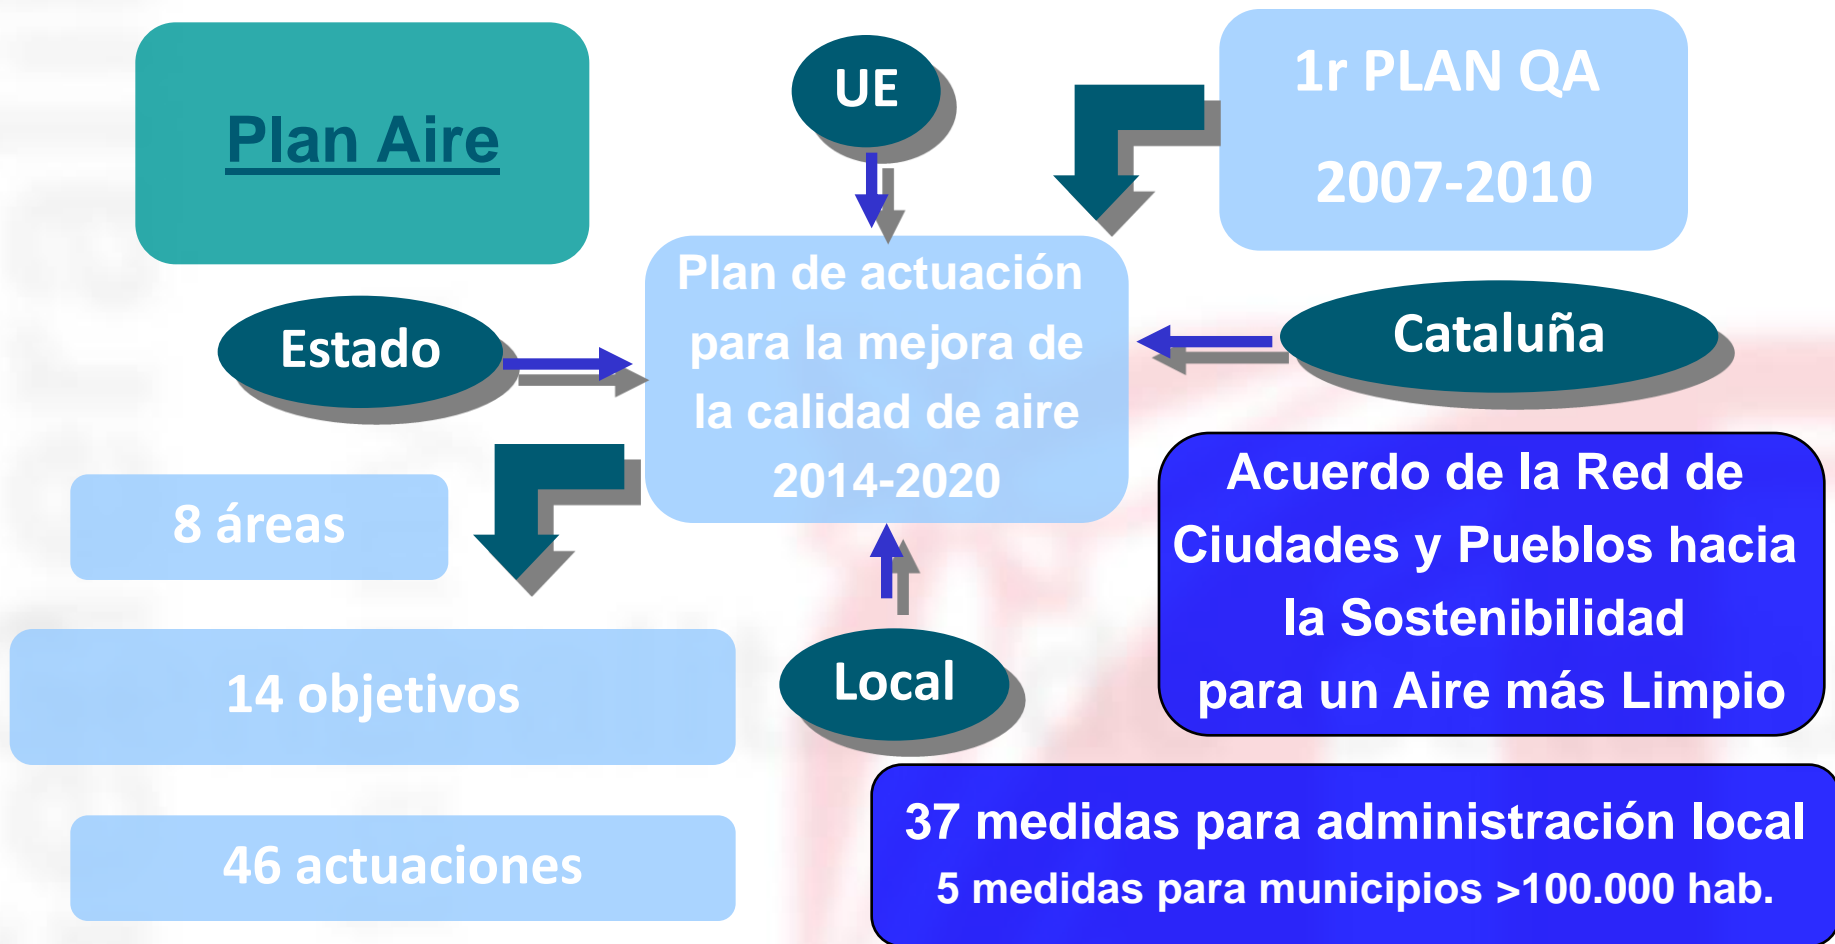 Plan Aire
UE
1r PLAN QA
2007-2010
Estado
Plan de actuación
para la mejora de
la calidad de aire
2014-2020
Cataluña
8 áreas
14 objetivos
46 actuaciones
Local
Acuerdo de la Red de
Ciudades y Pueblos hacia
la Sostenibilidad
para un Aire más Limpio
37 medidas para administración local
5 medidas para municipios >100.000 hab.